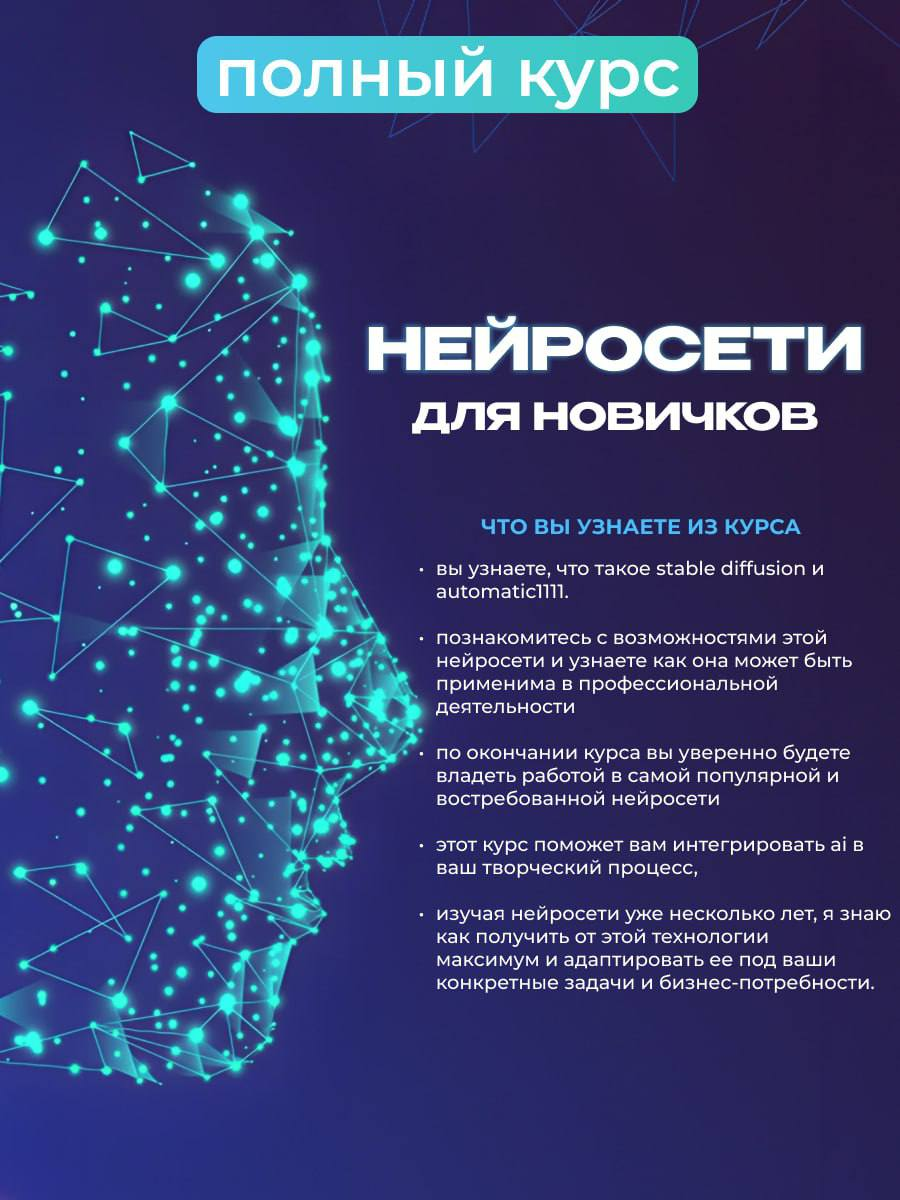 полный курс
НЕЙРОСЕТИ
для новичков
ЧТО ВЫ УЗНАЕТЕ ИЗ КУРСА
• вы узнаете, что такое stable diffusion и
automatic1111.
• познакомитесь с возможностями этой
нейросети и узнаете как она может быть
применима в профессиональной
деятельности
• по окончании курса вы уверенно будете
владеть работой в самой популярной и
востребованной нейросети
• этот курс поможет вам интегрировать ai в
ваш творческий процесс,
• изучая нейросети уже несколько лет, я знаю
как получить от этой технологии
максимум и адаптировать ее под ваши
конкретные задачи и бизнес-потребности.